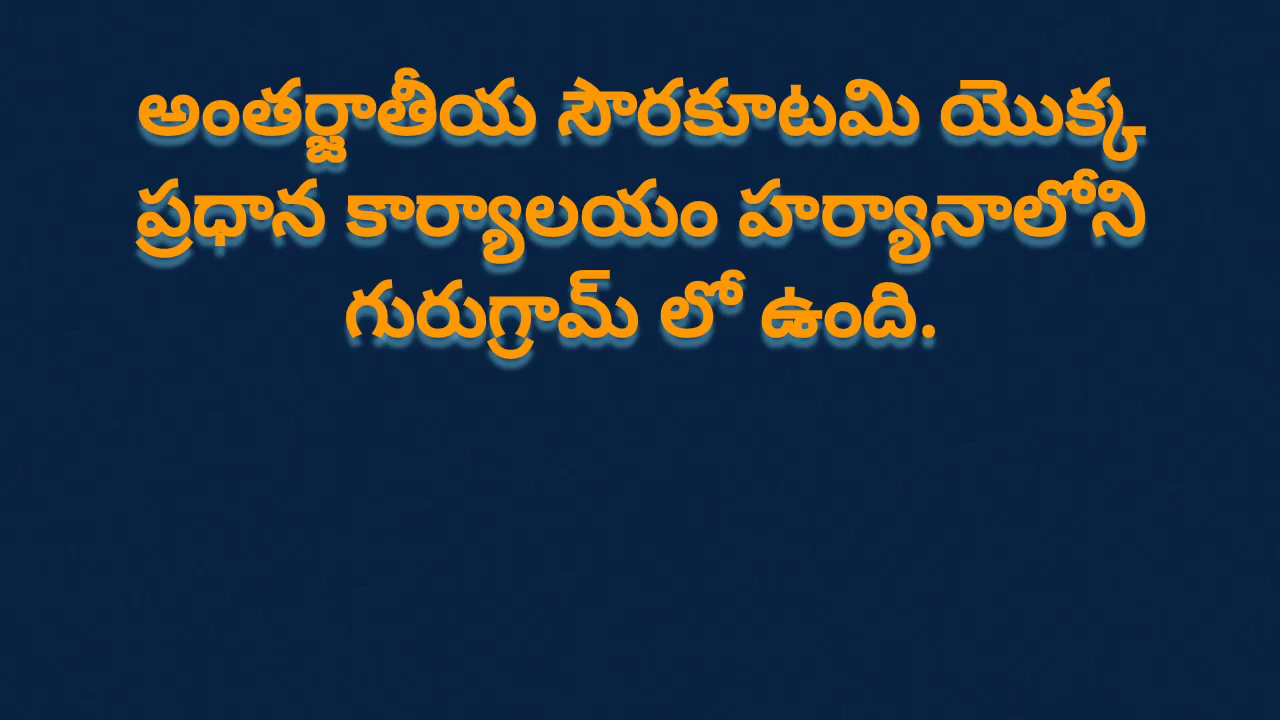 అంతర్జాతీయ సౌరకూటమి యొక్క
ప్రధాన కార్యాలయం హర్యానాలోని
గురుగ్రామ్ లో ఉంది.